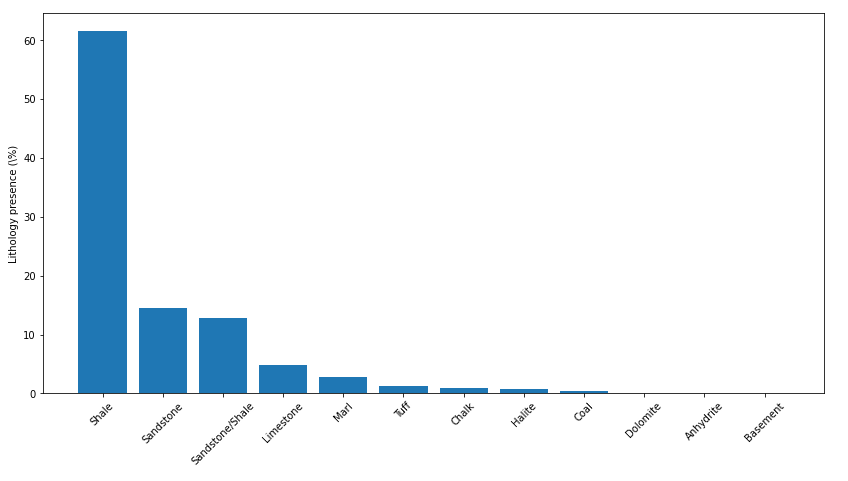 Lithology presence (\%)
60
50
40
30
20
10
0
Shale
Sandstone
Sandstone/Shale
Limestone
Marl
Tuff
Chalk
Halite
Coal
Dolomite
Anhydrite
Basement